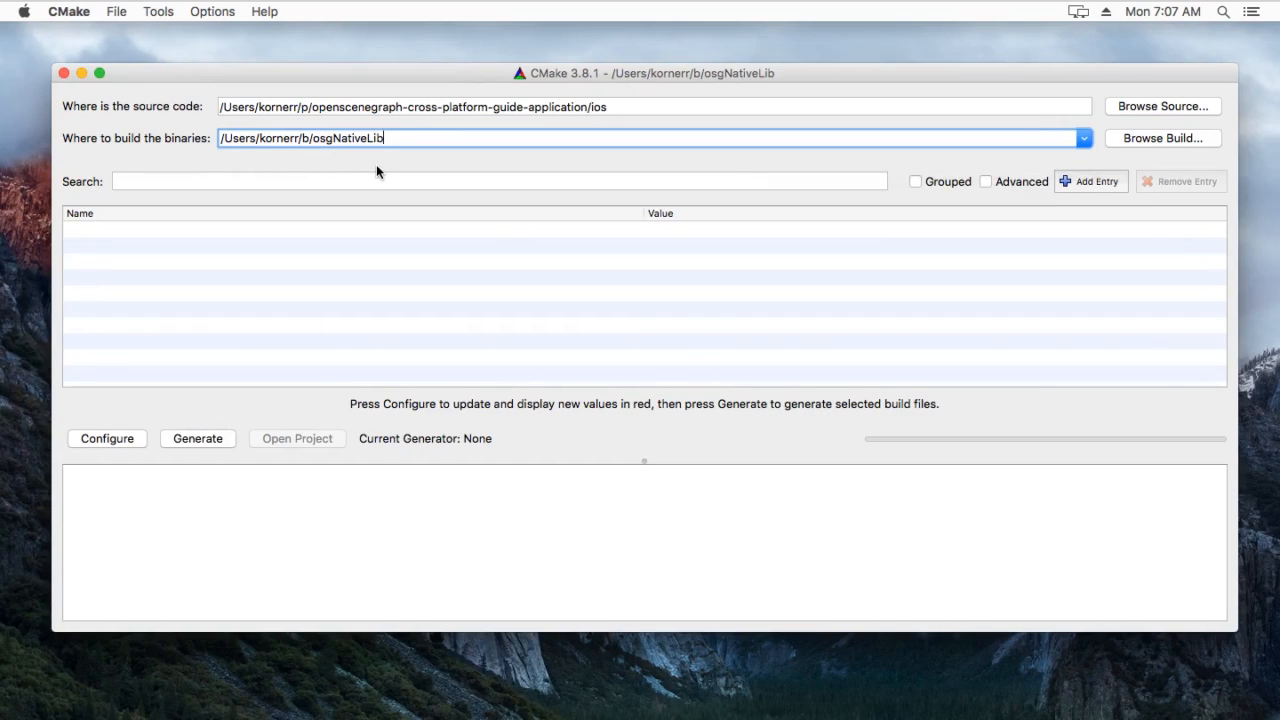 CMake File Tools Options Help Mon 7:07 AM
CMake 3.8.1 - /Users/kornerr/b/osgNativeLib
Where is the source code: /Users/kornerr/p/openscenegraph-cross-platform-guide-application/ios Browse Source...
Where to build the binaries: /Users/kornerr/b/osgNativeLib Browse Build...
Search: Grouped Advanced Add Entry Remove Entry
Name Value
Press Configure to update and display new values in red, then press Generate to generate selected build files.
Configure Generate Open Project Current Generator: None